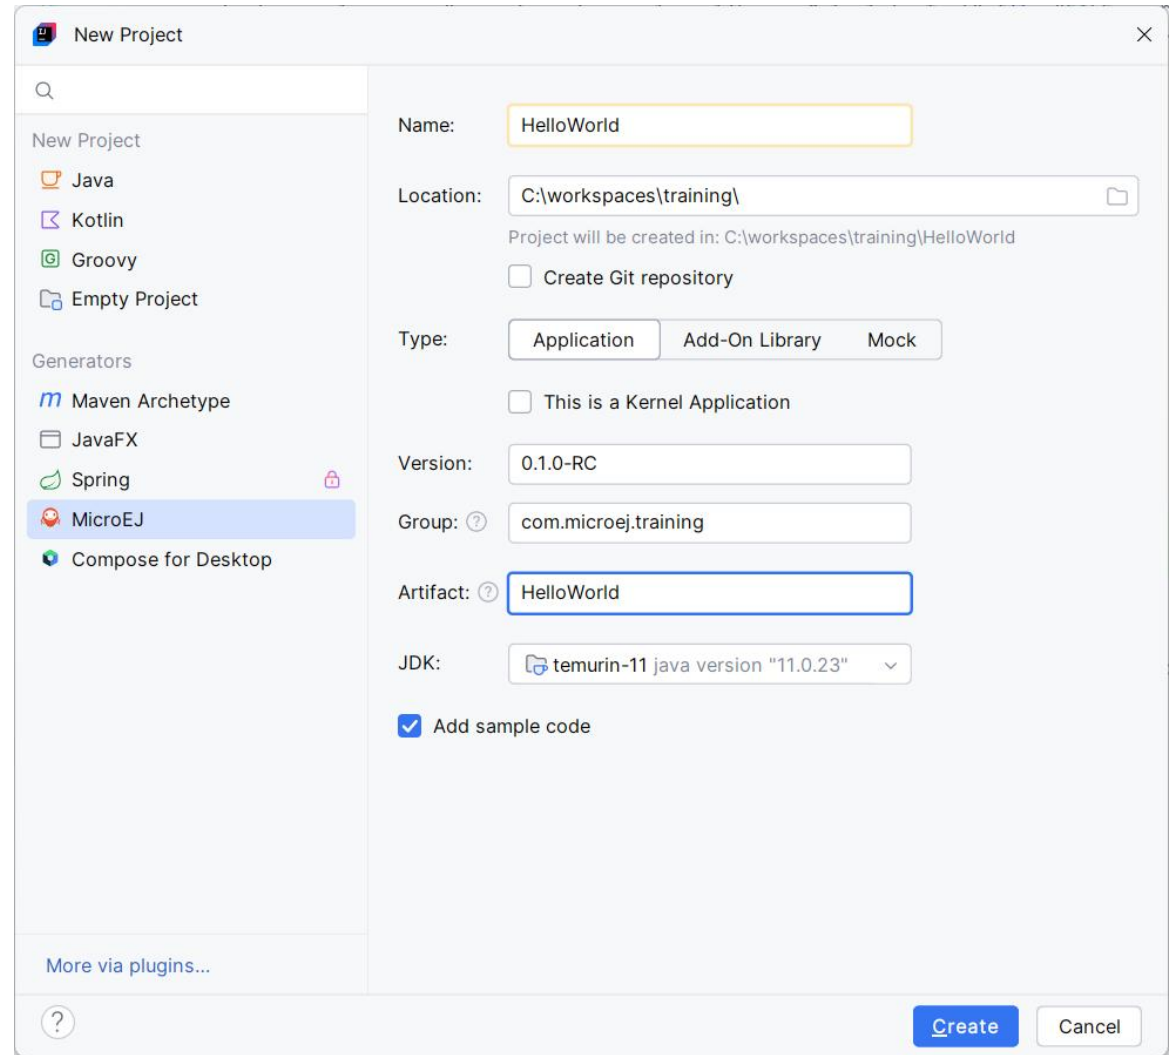 New Project
New Project
Java
Kotlin
Groovy
Empty Project
Generators
Maven Archetype
JavaFX
Spring
MicroEJ
Compose for Desktop
More via plugins...
Name: HelloWorld
Location: C:\workspaces\training\
Project will be created in: C:\workspaces\training\HelloWorld
Create Git repository
Type: Application Add-On Library Mock
This is a Kernel Application
Version: 0.1.0-RC
Group: ? com.microej.training
Artifact: ? HelloWorld
JDK: temurin-11 java version "11.0.23"
Add sample code
? Create Cancel